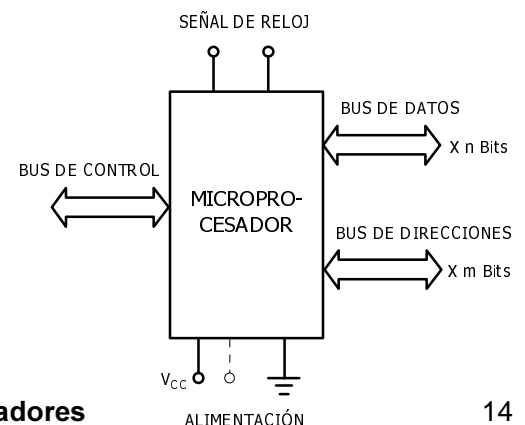 SEÑAL DE RELOJ
BUS DE DATOS
X n Bits
BUS DE CONTROL
MICROPRO-
CESADOR
BUS DE DIRECCIONES
X m Bits
VCC
ALIMENTACIÓN
adores
14